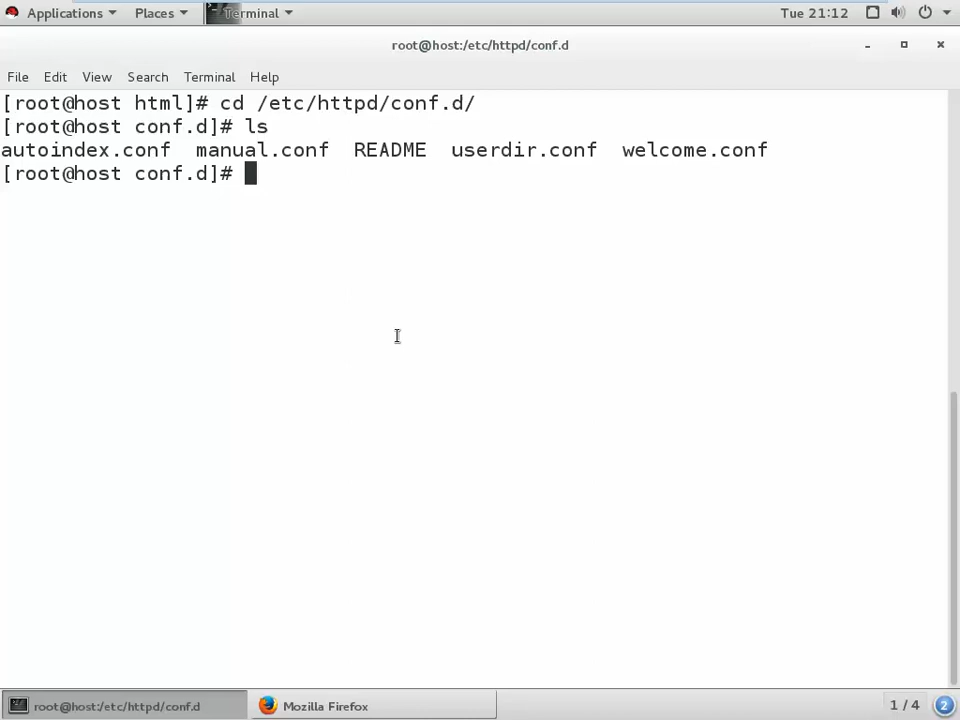 Applications Places Terminal Tue 21:12
root@host:/etc/httpd/conf.d
File Edit View Search Terminal Help
[root@host html]# cd /etc/httpd/conf.d/
[root@host conf.d]# ls
autoindex.conf manual.conf README userdir.conf welcome.conf
[root@host conf.d]#
root@host:/etc/httpd/conf.d Mozilla Firefox 1 / 4 2